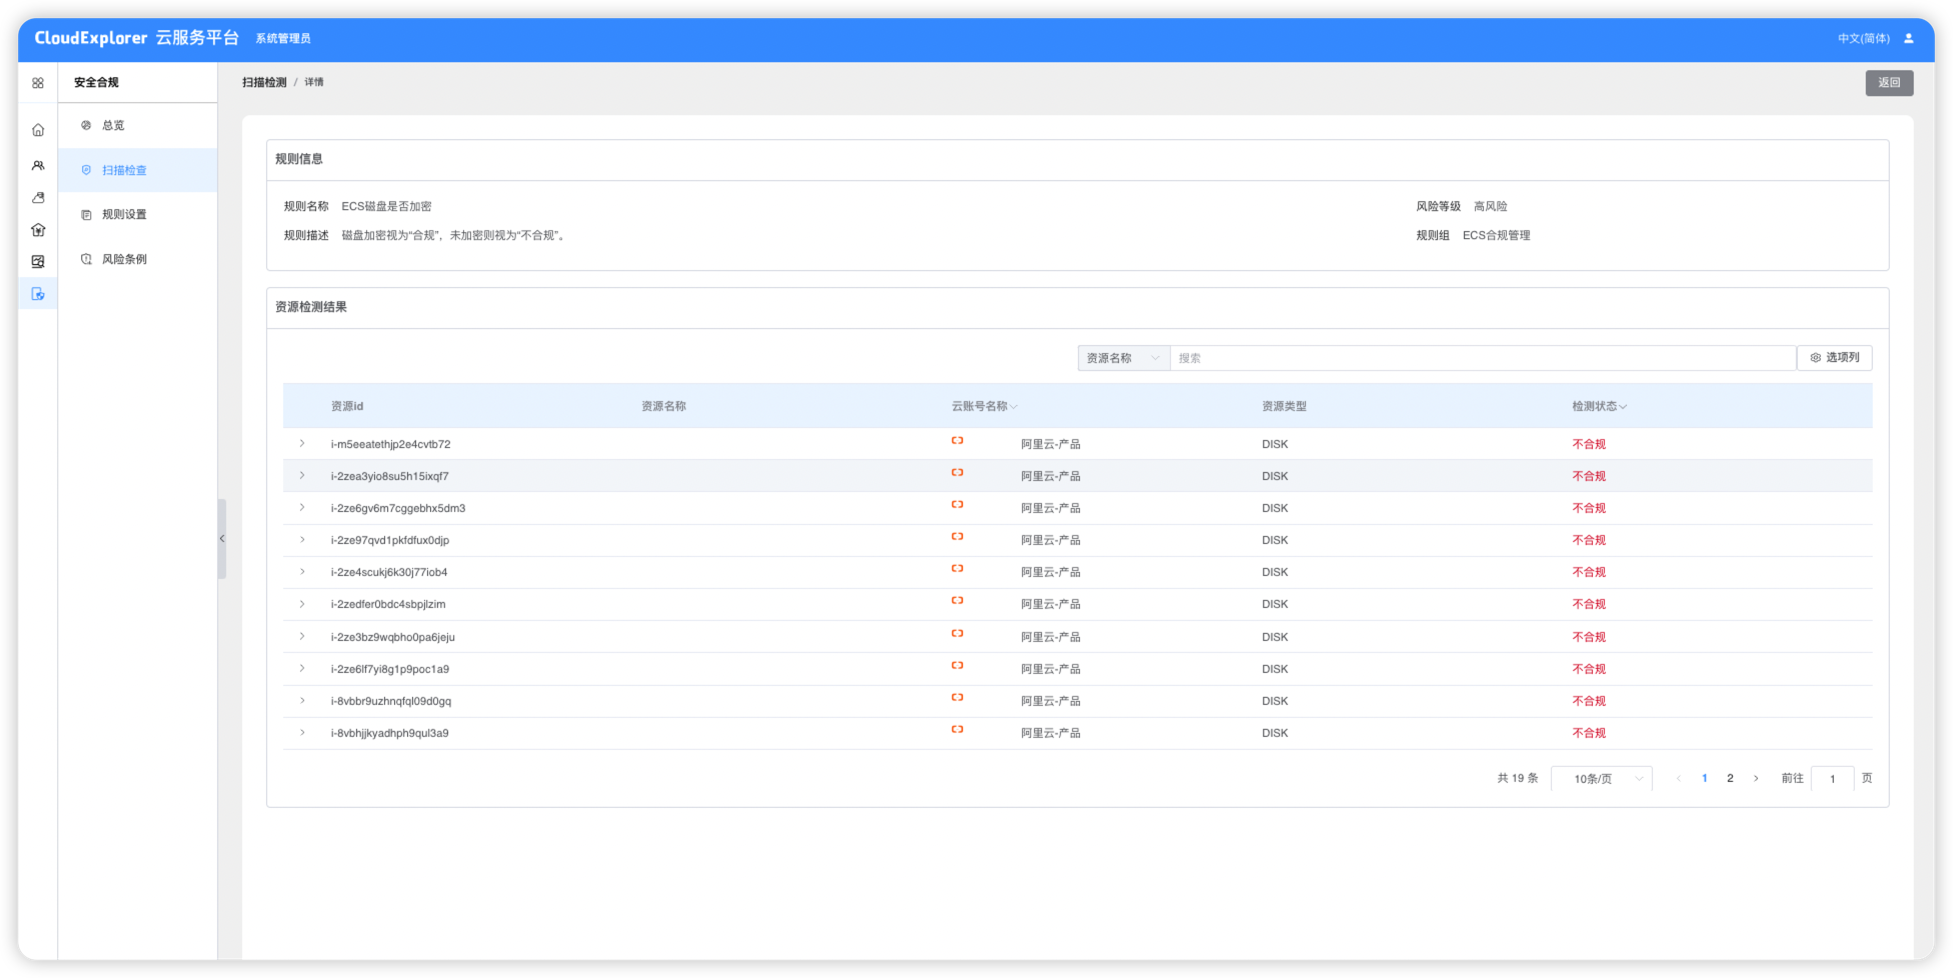 CloudExplorer 云服务平台 系统管理员 中文(简体)
安全合规
总览
扫描检查
规则设置
风险条例
扫描检测 / 详情 返回
规则信息
规则名称 ECS磁盘是否加密 风险等级 高风险
规则描述 磁盘加密视为“合规”，未加密则视为“不合规”。 规则组 ECS合规管理
资源检测结果
资源名称 搜索 选项列
资源id 资源名称 云账号名称 资源类型 检测状态
i-m5eeatethjp2e4cvtb72 阿里云-产品 DISK 不合规
i-2zea3yio8su5h15ixqf7 阿里云-产品 DISK 不合规
i-2ze6gv6m7cggebhx5dm3 阿里云-产品 DISK 不合规
i-2ze97qvd1pkfdfux0djp 阿里云-产品 DISK 不合规
i-2ze4scukj6k30j77iob4 阿里云-产品 DISK 不合规
i-2zedfer0bdc4sbpjlzim 阿里云-产品 DISK 不合规
i-2ze3bz9wqbho0pa6jeju 阿里云-产品 DISK 不合规
i-2ze6lf7yi8g1p9poc1a9 阿里云-产品 DISK 不合规
i-8vbbr9uzhnqfql09d0gq 阿里云-产品 DISK 不合规
i-8vbhjjkyadhph9qul3a9 阿里云-产品 DISK 不合规
共 19 条 10条/页 1 2 前往 1 页